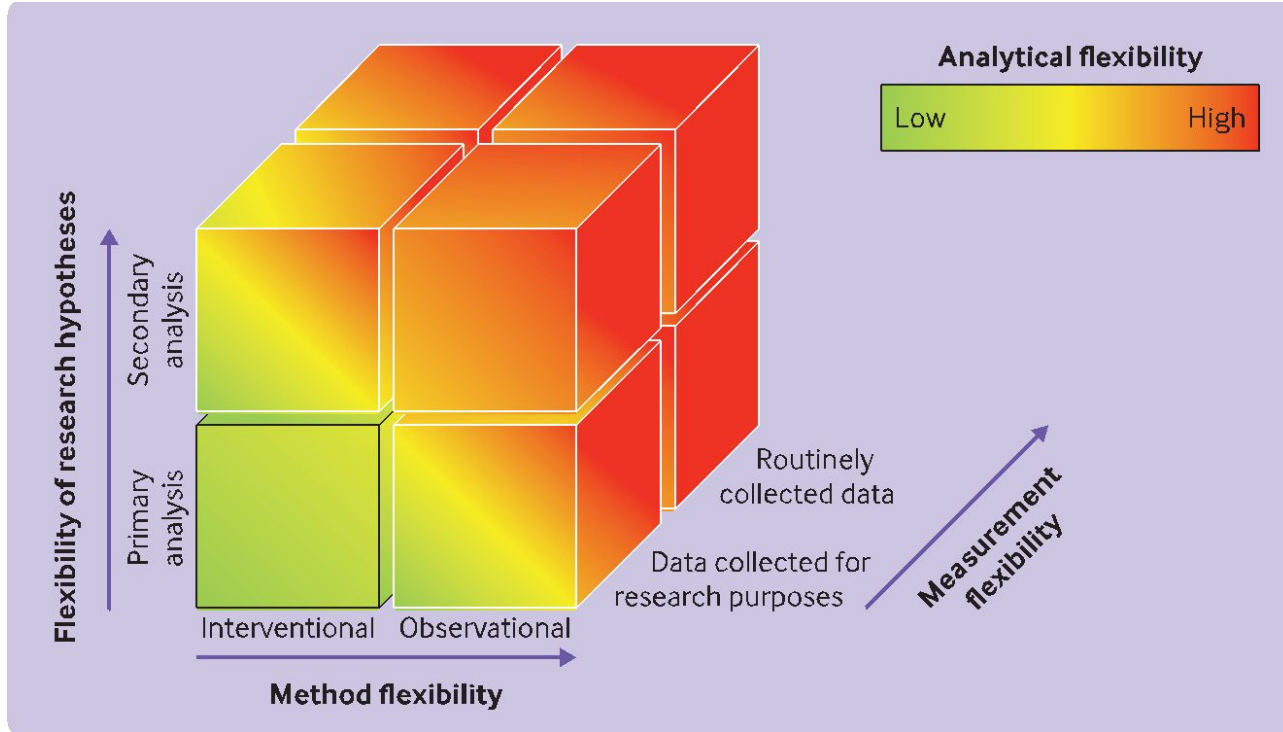 Analytical flexibility
Low
High
Flexibility of research hypotheses
Secondary
analysis
Primary
analysis
Routinely
collected data
Data collected for
research purposes
Measurement
flexibility
Interventional
Observational
Method flexibility